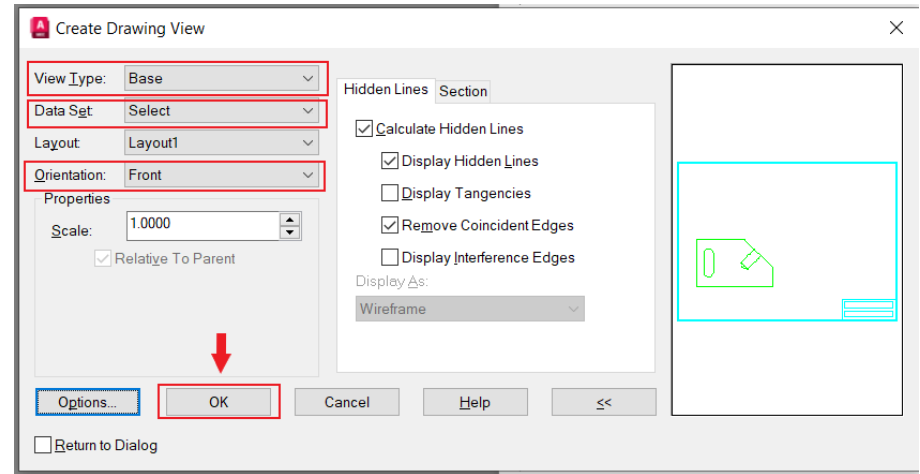 Create Drawing View
View Type: Base
Data Set: Select
Layout: Layout1
Orientation: Front
Properties
Scale: 1.0000
Relative To Parent
Hidden Lines Section
Calculate Hidden Lines
Display Hidden Lines
Display Tangencies
Remove Coincident Edges
Display Interference Edges
Display As:
Wireframe
Options... OK Cancel Help <<
Return to Dialog